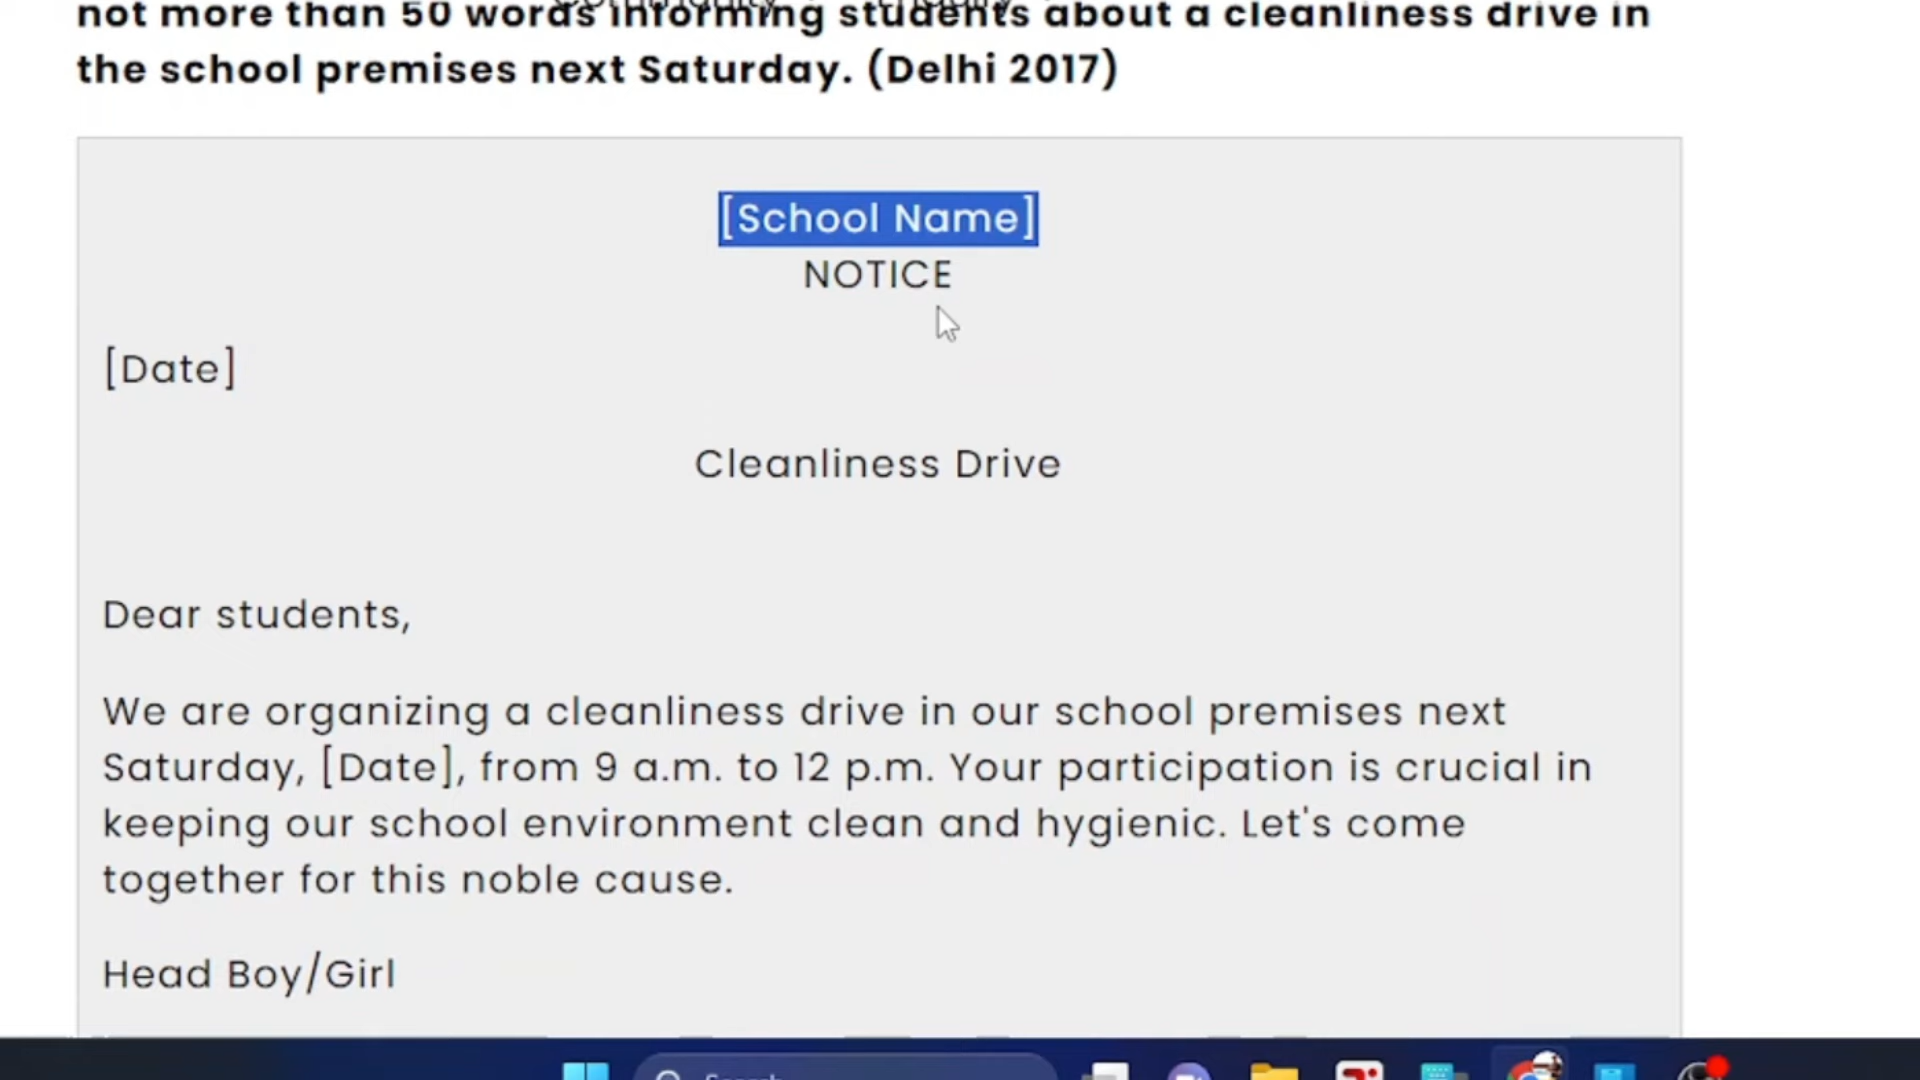 not more than 50 words informing students about a cleanliness drive in
the school premises next Saturday. (Delhi 2017)
[School Name]
NOTICE
[Date]
Cleanliness Drive
Dear students,
We are organizing a cleanliness drive in our school premises next
Saturday, [Date], from 9 a.m. to 12 p.m. Your participation is crucial in
keeping our school environment clean and hygienic. Let's come
together for this noble cause.
Head Boy/Girl